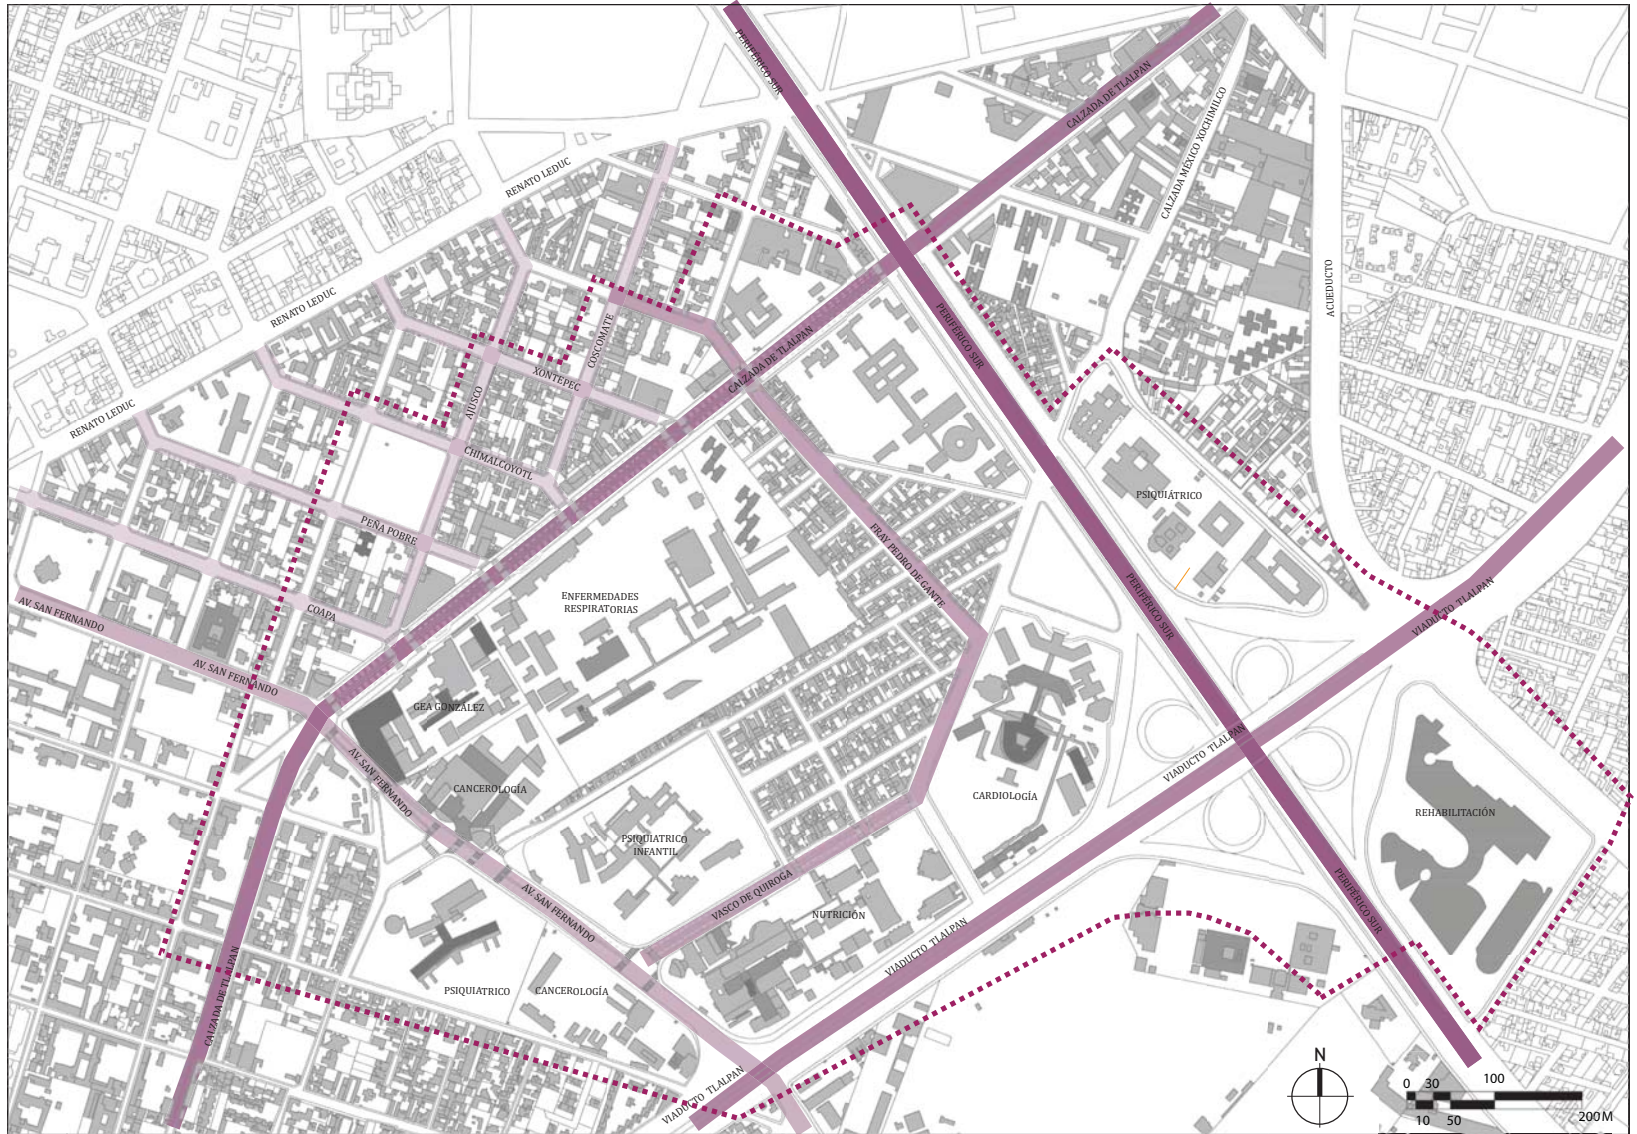 PERIFÉRICO SUR
CALZADA DE TLALPAN
CALZADA MÉXICO XOCHIMILCO
RENATO LEDUC
ACUEDUCTO
RENATO LEDUC
PERIFÉRICO SUR
COSCOMATE
CALZADA DE TLALPAN
XONTEPEC
AJUSCO
RENATO LEDUC
CHIMALCOYOTL
PSIQUIÁTRICO
PEÑA POBRE
FRAY PEDRO DE GANTE
ENFERMEDADES
RESPIRATORIAS
PERIFÉRICO SUR
VIADUCTO TLALPAN
AV. SAN FERNANDO
COAPA
AV. SAN FERNANDO
GEA GONZÁLEZ
VIADUCTO TLALPAN
AV. SAN FERNANDO
CANCEROLOGÍA
CARDIOLOGÍA
REHABILITACIÓN
PSIQUIATRICO
INFANTIL
VASCO DE QUIROGA
AV. SAN FERNANDO
NUTRICIÓN
PERIFÉRICO SUR
VIADUCTO TLALPAN
CALZADA DE TLALPAN
PSIQUIATRICO
CANCEROLOGÍA
VIADUCTO TLALPAN
N
0 30 100
10 50 200M